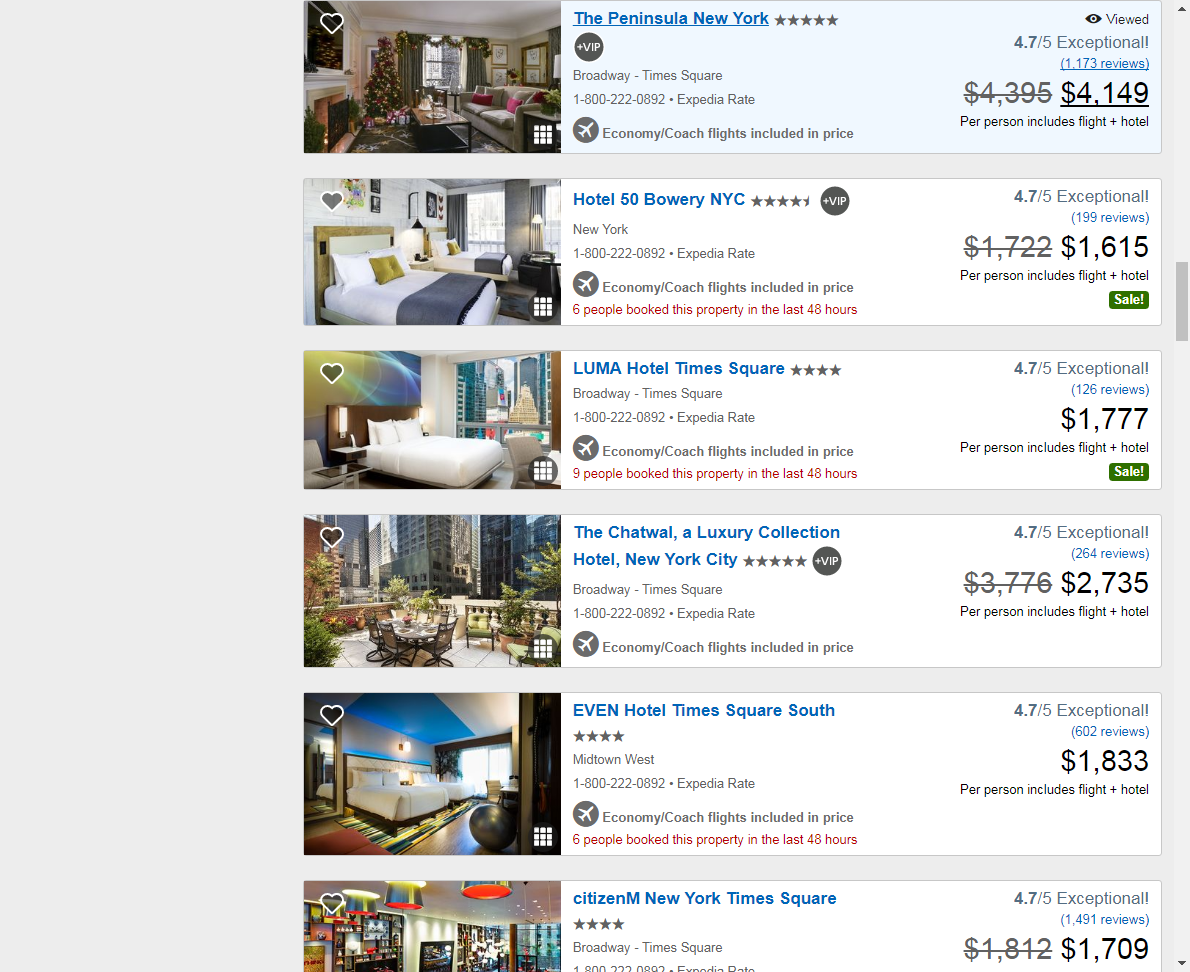 The Peninsula New York
+VIP
Broadway - Times Square
1-800-222-0892 • Expedia Rate
Economy/Coach flights included in price
Viewed
4.7/5 Exceptional!
(1,173 reviews)
$4,395 $4,149
Per person includes flight + hotel
Hotel 50 Bowery NYC +VIP
New York
1-800-222-0892 • Expedia Rate
Economy/Coach flights included in price
6 people booked this property in the last 48 hours
4.7/5 Exceptional!
(199 reviews)
$1,722 $1,615
Per person includes flight + hotel
Sale!
LUMA Hotel Times Square
Broadway - Times Square
1-800-222-0892 • Expedia Rate
Economy/Coach flights included in price
9 people booked this property in the last 48 hours
4.7/5 Exceptional!
(126 reviews)
$1,777
Per person includes flight + hotel
Sale!
The Chatwal, a Luxury Collection
Hotel, New York City +VIP
Broadway - Times Square
1-800-222-0892 • Expedia Rate
Economy/Coach flights included in price
4.7/5 Exceptional!
(264 reviews)
$3,776 $2,735
Per person includes flight + hotel
EVEN Hotel Times Square South
Midtown West
1-800-222-0892 • Expedia Rate
Economy/Coach flights included in price
6 people booked this property in the last 48 hours
4.7/5 Exceptional!
(602 reviews)
$1,833
Per person includes flight + hotel
citizenM New York Times Square
Broadway - Times Square
1-800-222-0892 • Expedia Rate
4.7/5 Exceptional!
(1,491 reviews)
$1,812 $1,709